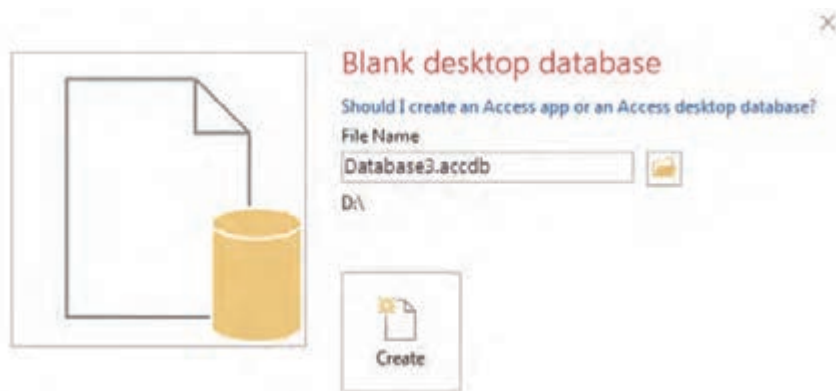 Blank desktop database
Should I create an Access app or an Access desktop database?
File Name
Database3.accdb
D:\
Create